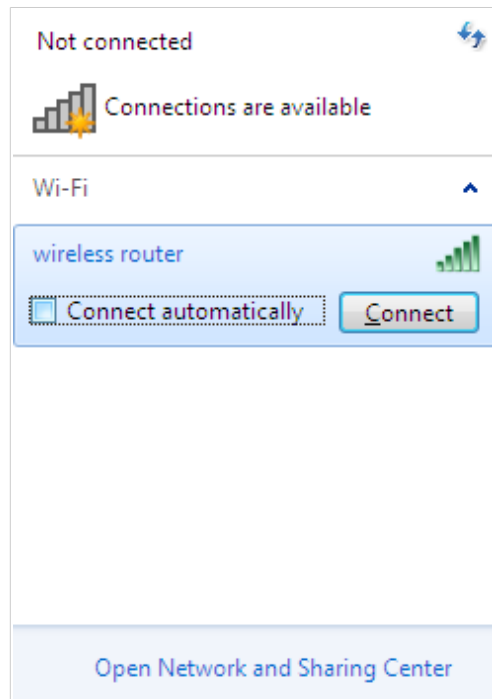 Not connected
Connections are available
Wi-Fi
wireless router
Connect automatically
Connect
Open Network and Sharing Center